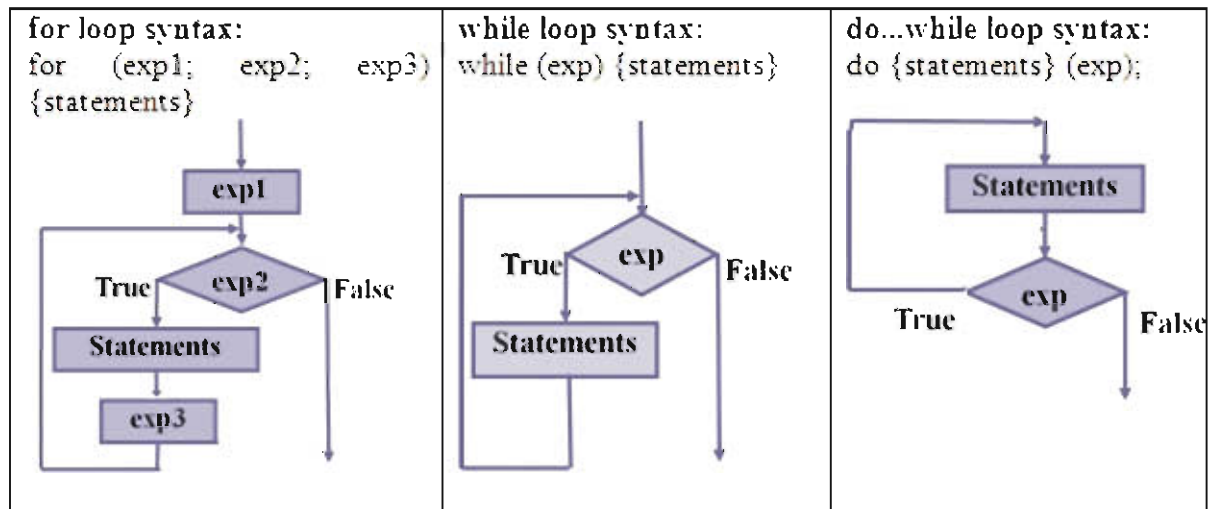 for loop syntax:
for (exp1; exp2; exp3)
{statements}
exp1
exp2
True
False
Statements
exp3
while loop syntax:
while (exp) {statements}
exp
True
False
Statements
do...while loop syntax:
do {statements} (exp);
Statements
exp
True
False